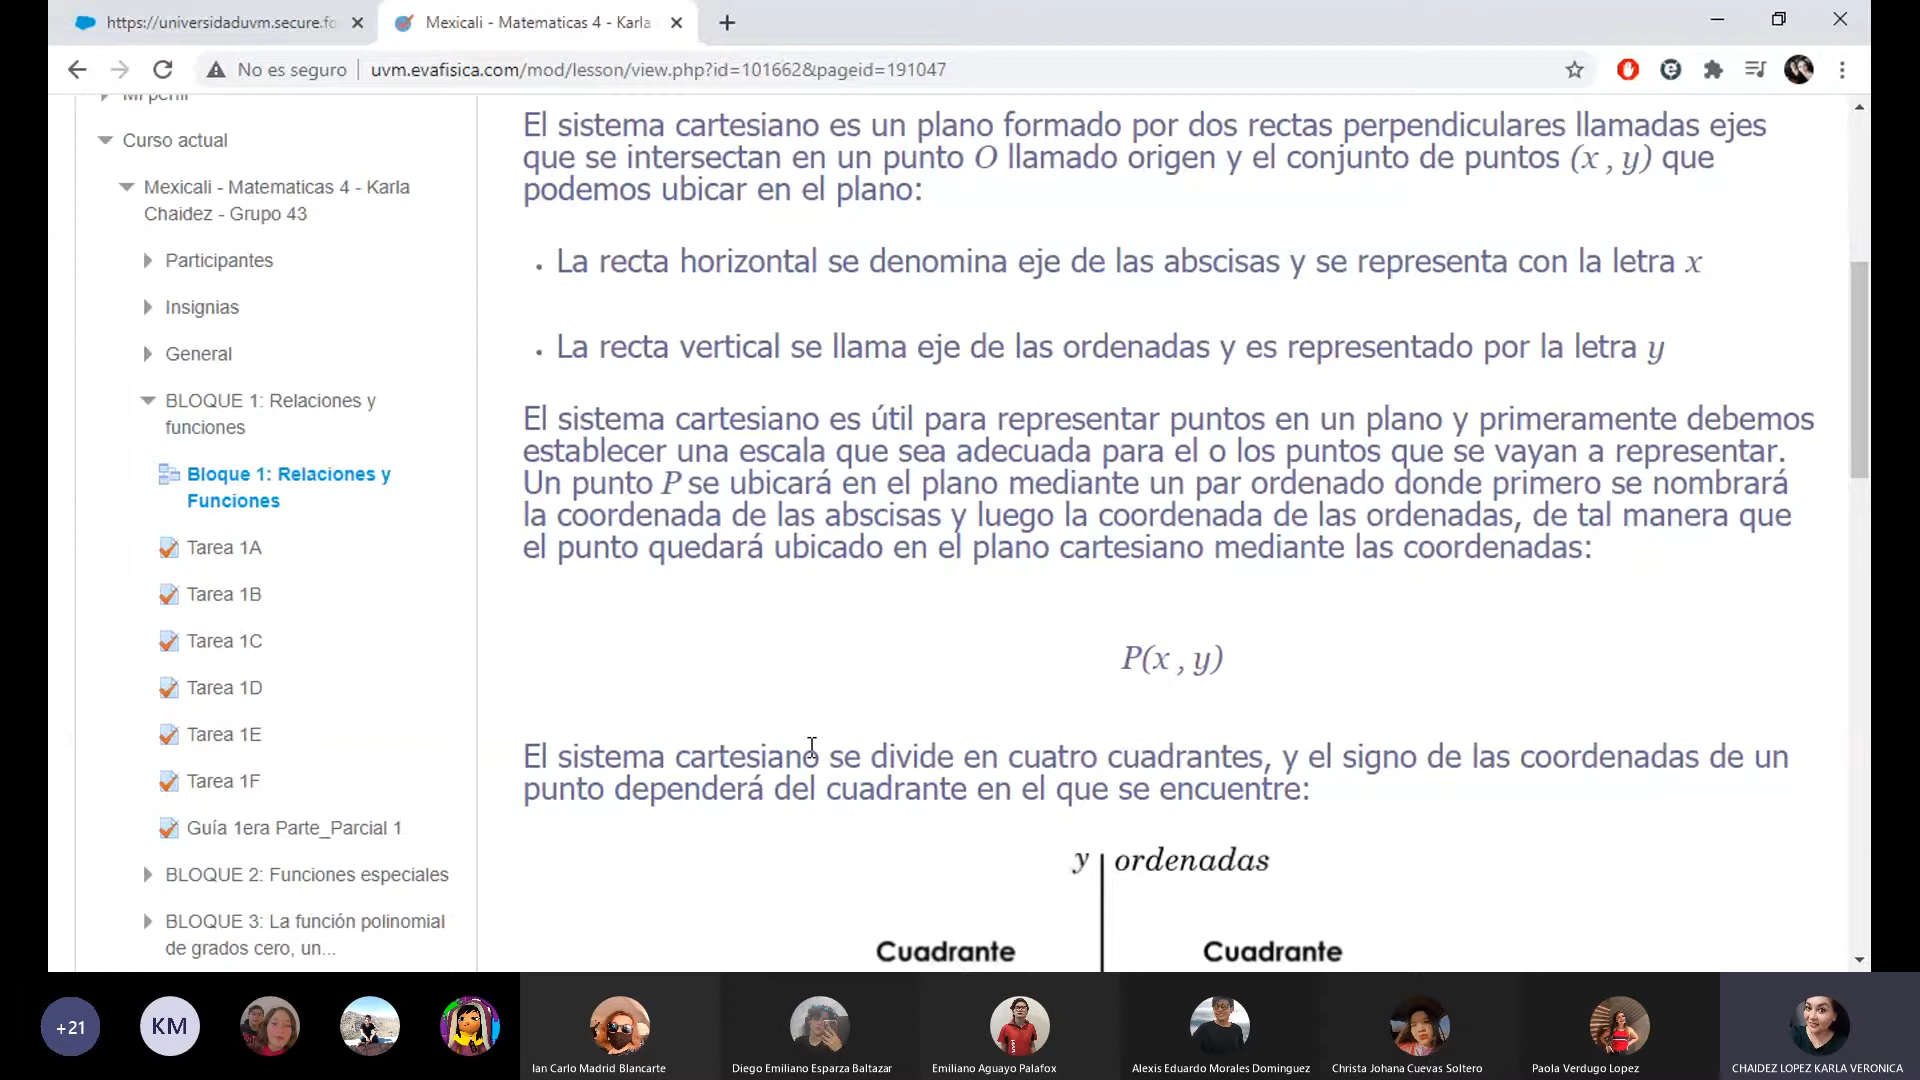 https://universidaduvm.secure.fo
Mexicali - Matematicas 4 - Karla
No es seguro
uvm.evafisica.com/mod/lesson/view.php?id=101662&pageid=191047
Mi perfil
Curso actual
Mexicali - Matematicas 4 - Karla
Chaidez - Grupo 43
Participantes
Insignias
General
BLOQUE 1: Relaciones y
funciones
Bloque 1: Relaciones y
Funciones
Tarea 1A
Tarea 1B
Tarea 1C
Tarea 1D
Tarea 1E
Tarea 1F
Guía 1era Parte_Parcial 1
BLOQUE 2: Funciones especiales
BLOQUE 3: La función polinomial
de grados cero, un...
El sistema cartesiano es un plano formado por dos rectas perpendiculares llamadas ejes
que se intersectan en un punto O llamado origen y el conjunto de puntos (x , y) que
podemos ubicar en el plano:
• La recta horizontal se denomina eje de las abscisas y se representa con la letra x
• La recta vertical se llama eje de las ordenadas y es representado por la letra y
El sistema cartesiano es útil para representar puntos en un plano y primeramente debemos
establecer una escala que sea adecuada para el o los puntos que se vayan a representar.
Un punto P se ubicará en el plano mediante un par ordenado donde primero se nombrará
la coordenada de las abscisas y luego la coordenada de las ordenadas, de tal manera que
el punto quedará ubicado en el plano cartesiano mediante las coordenadas:
P(x , y)
El sistema cartesiano se divide en cuatro cuadrantes, y el signo de las coordenadas de un
punto dependerá del cuadrante en el que se encuentre:
y ordenadas
Cuadrante Cuadrante
+21
KM
Ian Carlo Madrid Blancarte
Diego Emiliano Esparza Baltazar
Emiliano Aguayo Palafox
Alexis Eduardo Morales Dominguez
Christa Johana Cuevas Soltero
Paola Verdugo Lopez
CHAIDEZ LOPEZ KARLA VERONICA